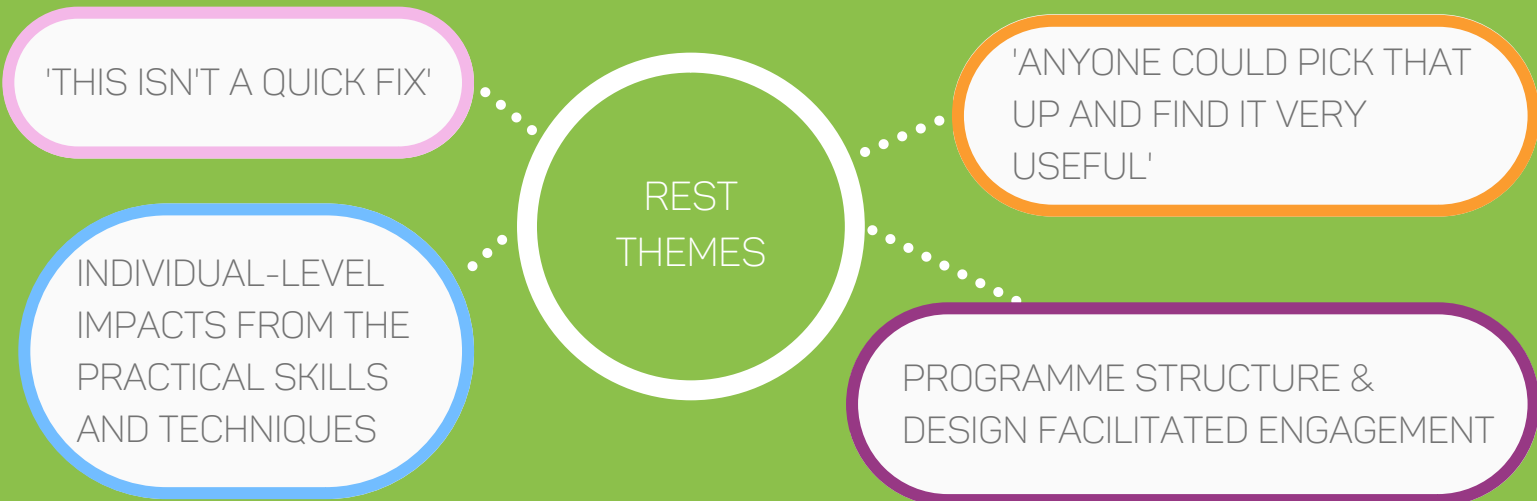 'THIS ISN'T A QUICK FIX'
INDIVIDUAL-LEVEL
IMPACTS FROM THE
PRACTICAL SKILLS
AND TECHNIQUES
REST
THEMES
'ANYONE COULD PICK THAT
UP AND FIND IT VERY
USEFUL'
PROGRAMME STRUCTURE &
DESIGN FACILITATED ENGAGEMENT